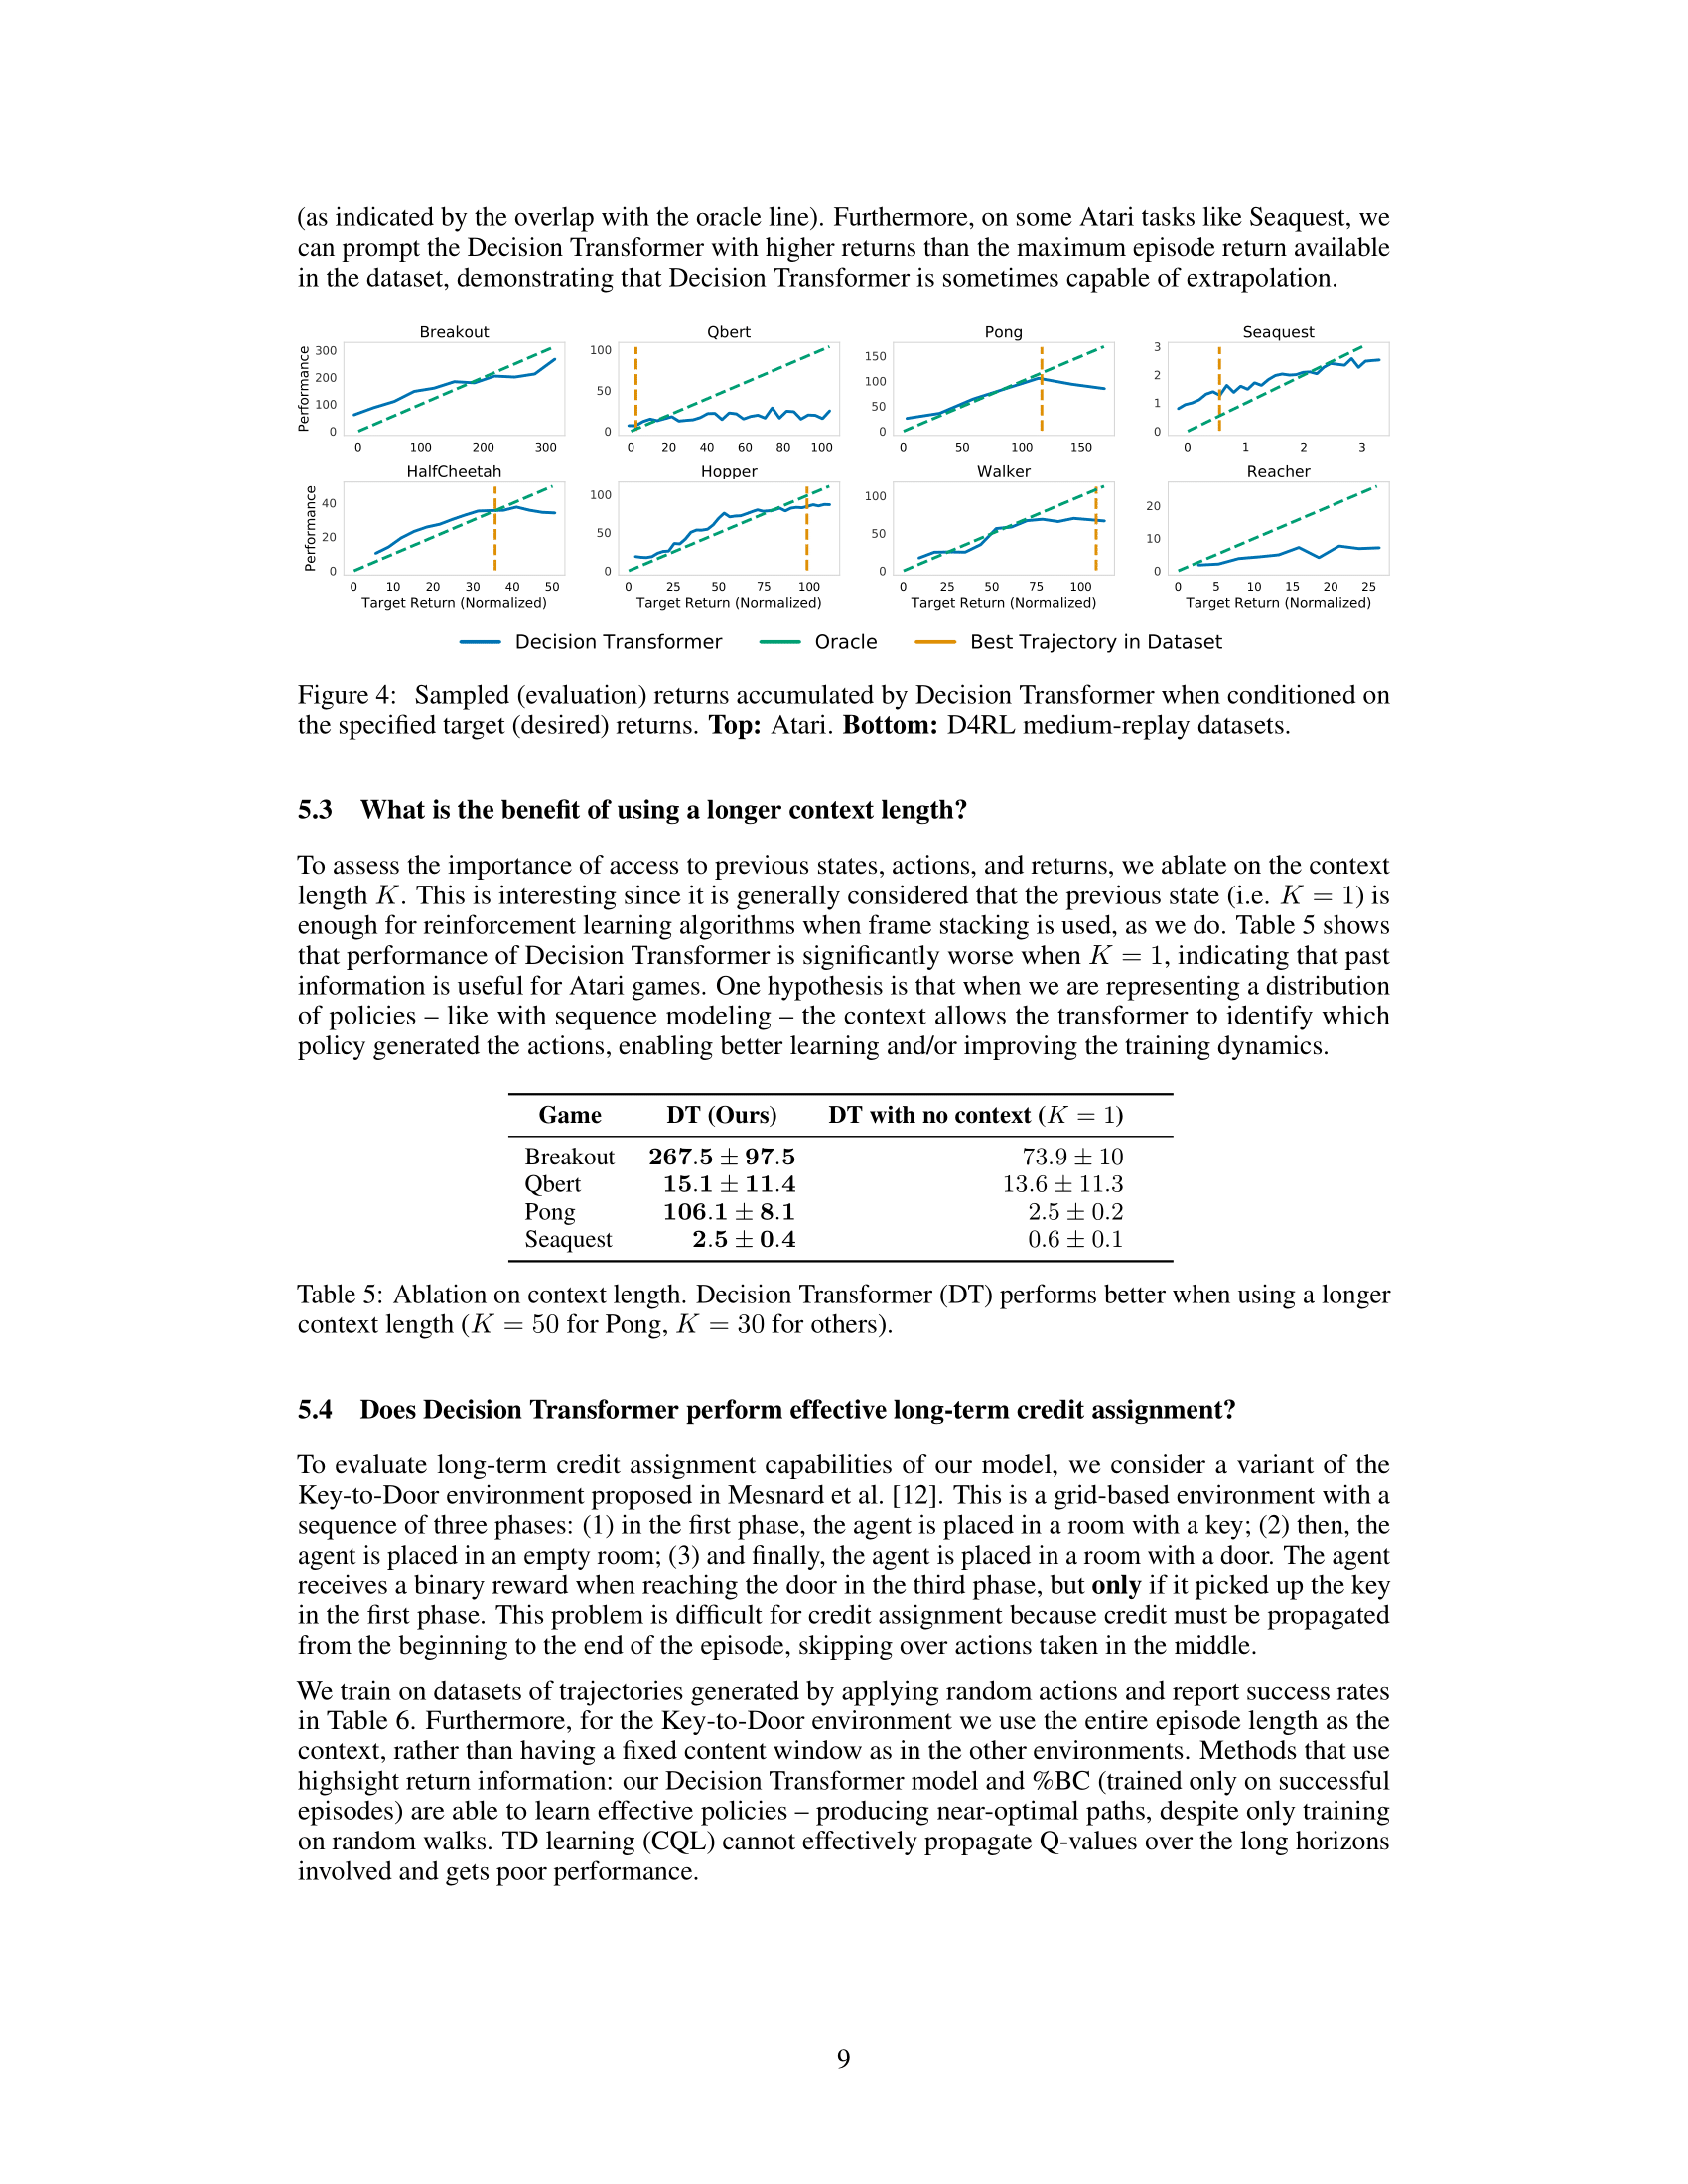 (as indicated by the overlap with the oracle line). Furthermore, on some Atari tasks like Seaquest, we
can prompt the Decision Transformer with higher returns than the maximum episode return available
in the dataset, demonstrating that Decision Transformer is sometimes capable of extrapolation.
Breakout
Performance
300
200
100
0
0 100 200 300
Qbert
100
50
0
0 20 40 60 80 100
Pong
150
100
50
0
0 50 100 150
Seaquest
3
2
1
0
0 1 2 3
HalfCheetah
Performance
40
20
0
0 10 20 30 40 50
Target Return (Normalized)
Hopper
100
50
0
0 25 50 75 100
Target Return (Normalized)
Walker
100
50
0
0 25 50 75 100
Target Return (Normalized)
Reacher
20
10
0
0 5 10 15 20 25
Target Return (Normalized)
Decision Transformer Oracle Best Trajectory in Dataset
Figure 4: Sampled (evaluation) returns accumulated by Decision Transformer when conditioned on
the specified target (desired) returns. Top: Atari. Bottom: D4RL medium-replay datasets.
5.3 What is the benefit of using a longer context length?
To assess the importance of access to previous states, actions, and returns, we ablate on the context
length K. This is interesting since it is generally considered that the previous state (i.e. K = 1) is
enough for reinforcement learning algorithms when frame stacking is used, as we do. Table 5 shows
that performance of Decision Transformer is significantly worse when K = 1, indicating that past
information is useful for Atari games. One hypothesis is that when we are representing a distribution
of policies – like with sequence modeling – the context allows the transformer to identify which
policy generated the actions, enabling better learning and/or improving the training dynamics.
Game DT (Ours) DT with no context (K = 1)
Breakout 267.5 ± 97.5 73.9 ± 10
Qbert 15.1 ± 11.4 13.6 ± 11.3
Pong 106.1 ± 8.1 2.5 ± 0.2
Seaquest 2.5 ± 0.4 0.6 ± 0.1
Table 5: Ablation on context length. Decision Transformer (DT) performs better when using a longer
context length (K = 50 for Pong, K = 30 for others).
5.4 Does Decision Transformer perform effective long-term credit assignment?
To evaluate long-term credit assignment capabilities of our model, we consider a variant of the
Key-to-Door environment proposed in Mesnard et al. [12]. This is a grid-based environment with a
sequence of three phases: (1) in the first phase, the agent is placed in a room with a key; (2) then, the
agent is placed in an empty room; (3) and finally, the agent is placed in a room with a door. The agent
receives a binary reward when reaching the door in the third phase, but only if it picked up the key
in the first phase. This problem is difficult for credit assignment because credit must be propagated
from the beginning to the end of the episode, skipping over actions taken in the middle.
We train on datasets of trajectories generated by applying random actions and report success rates
in Table 6. Furthermore, for the Key-to-Door environment we use the entire episode length as the
context, rather than having a fixed content window as in the other environments. Methods that use
highsight return information: our Decision Transformer model and %BC (trained only on successful
episodes) are able to learn effective policies – producing near-optimal paths, despite only training
on random walks. TD learning (CQL) cannot effectively propagate Q-values over the long horizons
involved and gets poor performance.
9